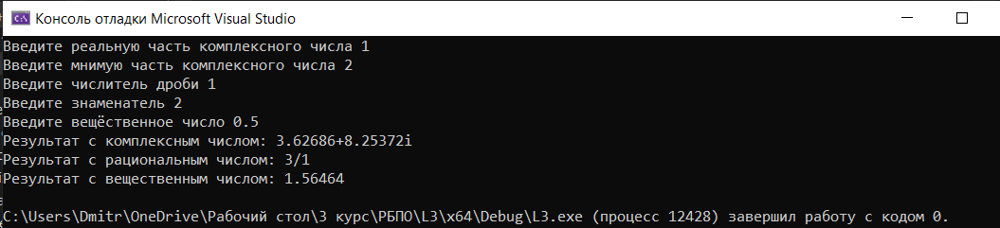 Консоль отладки Microsoft Visual Studio
Введите реальную часть комплексного числа 1
Введите мнимую часть комплексного числа 2
Введите числитель дроби 1
Введите знаменатель 2
Введите вещёственное число 0.5
Результат с комплексным числом: 3.62686+8.25372i
Результат с рациональным числом: 3/1
Результат с вещественным числом: 1.56464
C:\Users\Dmitr\OneDrive\Рабочий стол\3 курс\РБПО\L3\x64\Debug\L3.exe (процесс 12428) завершил работу с кодом 0.